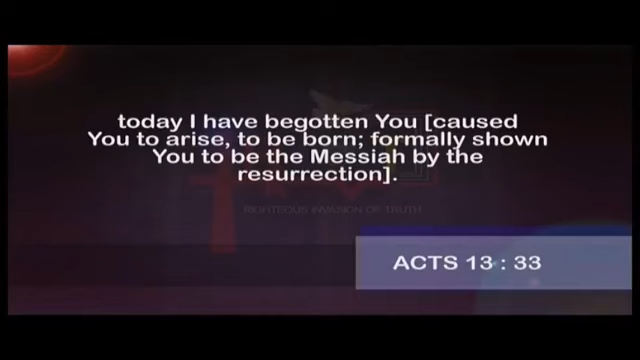 today I have begotten You [caused
You to arise, to be born; formally shown
You to be the Messiah by the
resurrection].
RIGHTEOUS INVASION OF TRUTH
ACTS 13 : 33